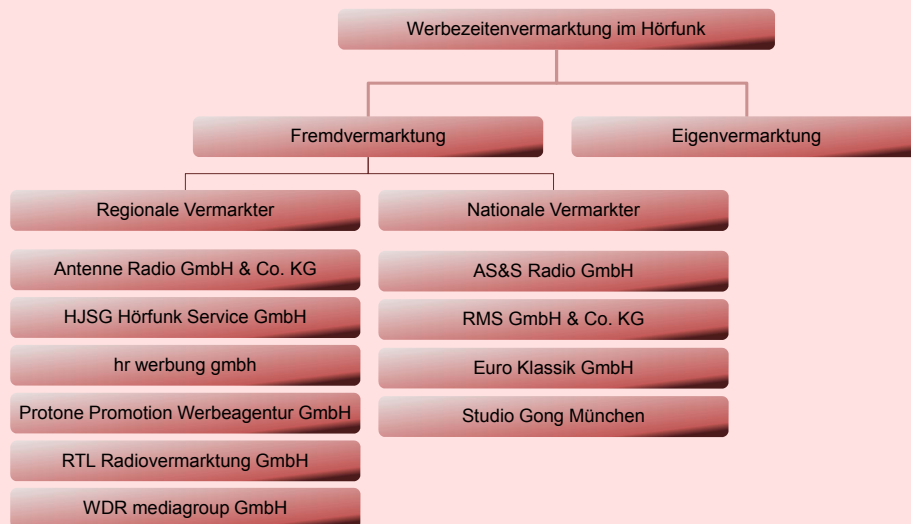 Werbezeitenvermarktung im Hörfunk
Fremdvermarktung
Eigenvermarktung
Regionale Vermarkter
Nationale Vermarkter
Antenne Radio GmbH & Co. KG
AS&S Radio GmbH
HJSG Hörfunk Service GmbH
RMS GmbH & Co. KG
hr werbung gmbh
Euro Klassik GmbH
Protone Promotion Werbeagentur GmbH
Studio Gong München
RTL Radiovermarktung GmbH
WDR mediagroup GmbH